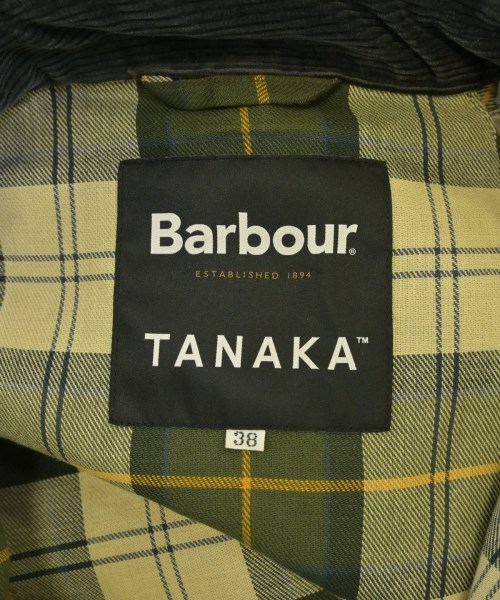 Barbour®
ESTABLISHED 1894
TANAKA™
38